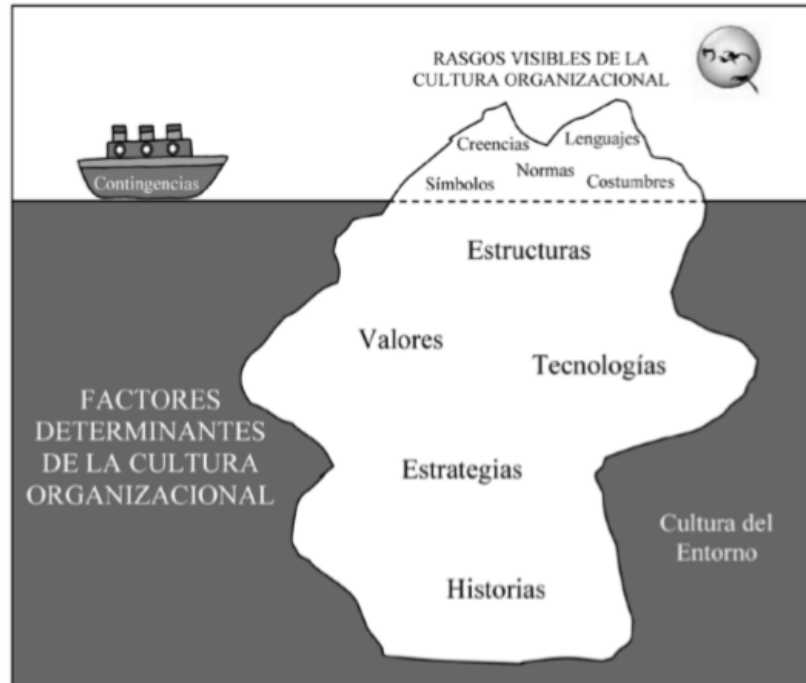 RASGOS VISIBLES DE LA
CULTURA ORGANIZACIONAL
Creencias
Lenguajes
Normas
Símbolos
Costumbres
Contingencias
Estructuras
Valores
Tecnologías
FACTORES
DETERMINANTES
DE LA CULTURA
ORGANIZACIONAL
Estrategias
Cultura del
Entorno
Historias